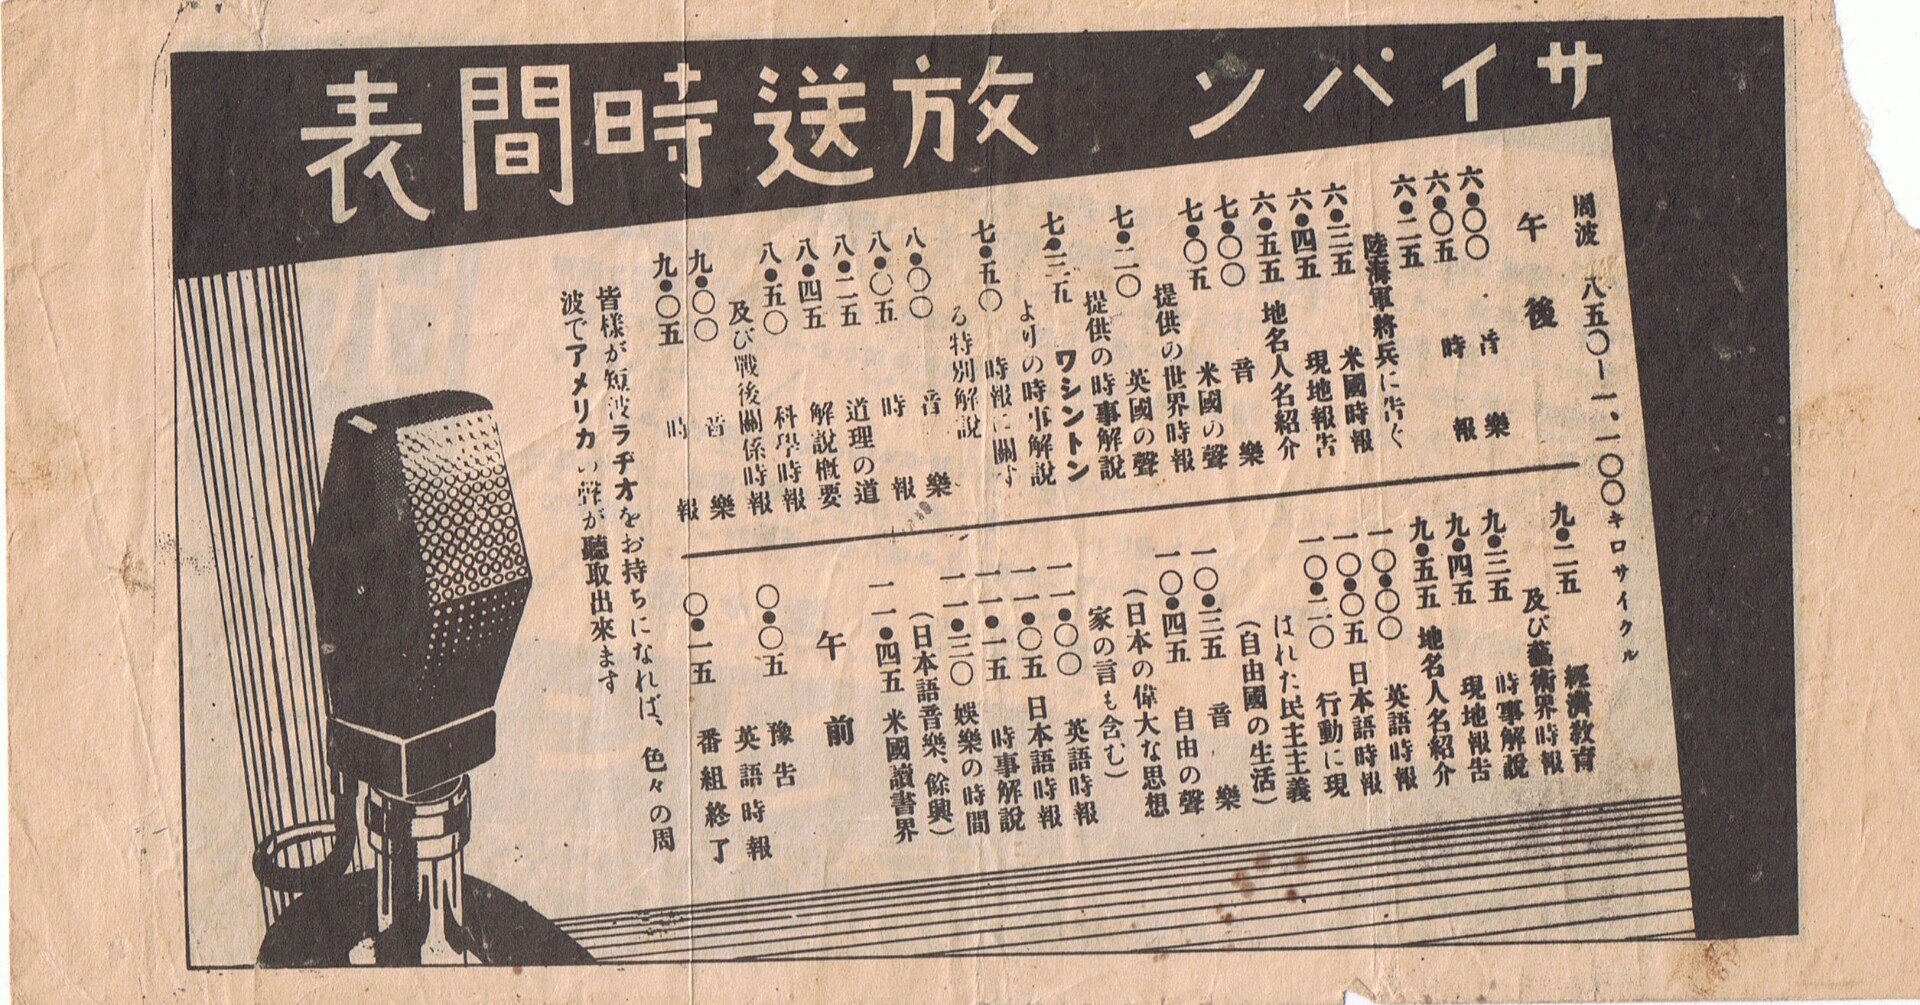 サイパン 放送時間表
周波 八五〇―一、一〇〇キロサイクル
午後
六・〇〇 音樂
六・〇五 時報
六・二五 陸海軍將兵に告ぐ
六・三五 米國時報
六・四五 現地報告
六・五五 地名人名紹介
七・〇〇 音樂
七・〇五 米國の聲
提供の世界時報
七・二〇 英國の聲
提供の時事解說
七・三五 ワシントン
よりの時事解說
七・五〇 時報に關す
る特別解說
八・〇〇 音樂
八・〇五 時報
八・二五 道理の道
八・四五 解說槪要
八・五〇 科學時報
及び戰後關係時報
九・〇〇 音樂
九・〇五 時報
九・二五 經濟敎育
及び藝術界時報
九・三五 時事解說
九・四五 現地報告
九・五五 地名人名紹介
一〇・〇〇 英語時報
一〇・〇五 日本語時報
一〇・二〇 行動に現
はれた民主主義
(自由國の生活)
一〇・三五 音樂
一〇・四五 自由の聲
(日本の偉大な思想
家の言も含む)
一一・〇〇 英語時報
一一・〇五 日本語時報
一一・一五 時事解說
一一・三〇 娛樂の時間
(日本語音樂、餘興)
一一・四五 米國讀書界
午前
〇・〇五 豫告
英語時報
〇・一五 番組終了
皆樣が短波ラヂオをお持ちになれば、色々の周
波でアメリカの聲が聽取出來ます